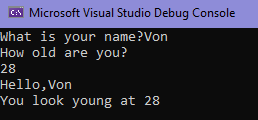 Microsoft Visual Studio Debug Console
What is your name?Von
How old are you?
28
Hello,Von
You look young at 28